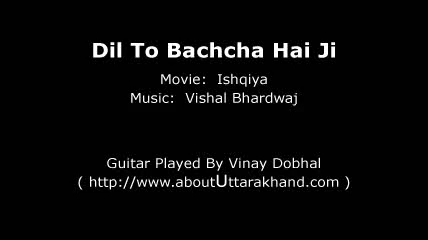 Dil To Bachcha Hai Ji
Movie: Ishqiya
Music: Vishal Bhardwaj
Guitar Played By Vinay Dobhal
( http://www.aboutUttarakhand.com )